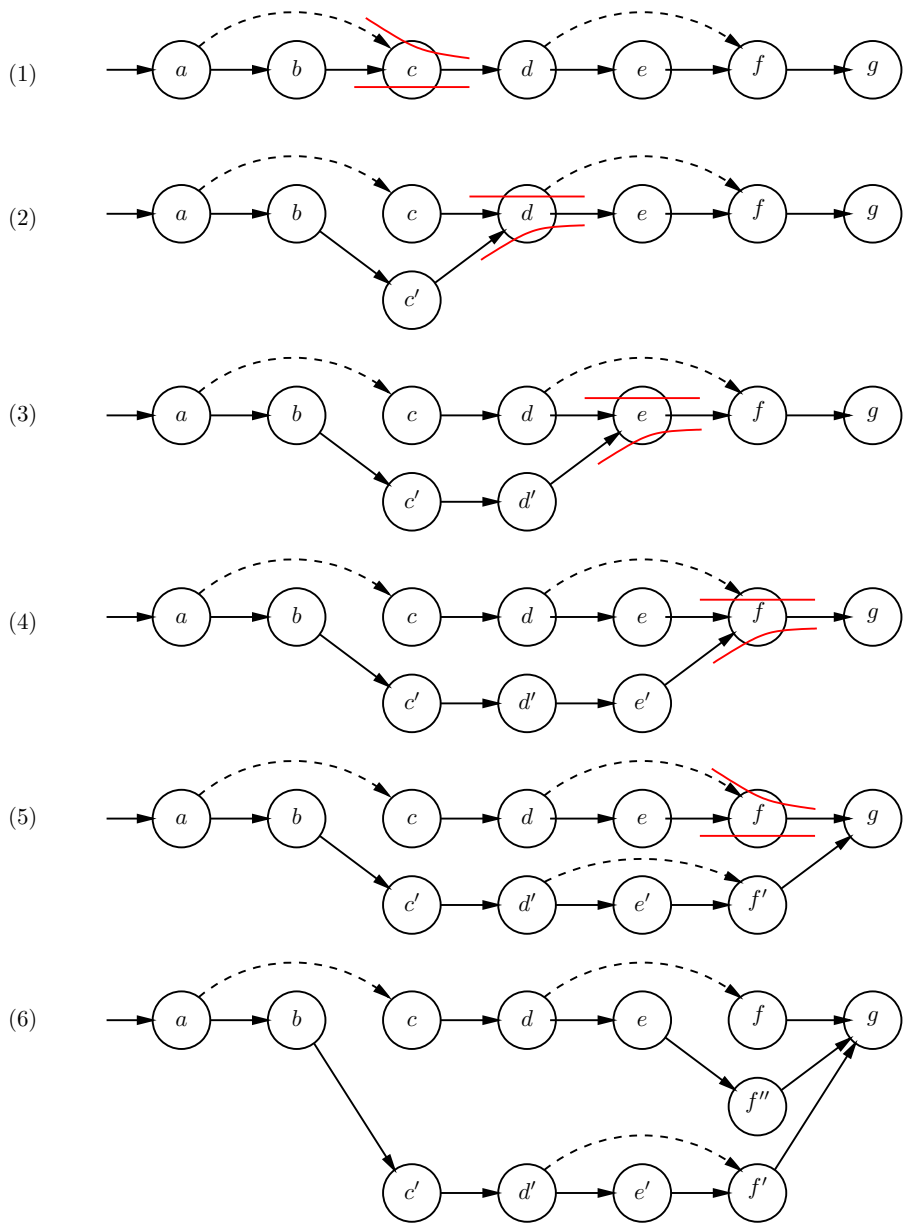 (1) a b c d e f g
(2) a b c d e f g
c′
(3) a b c d e f g
c′ d′
(4) a b c d e f g
c′ d′ e′
(5) a b c d e f g
c′ d′ e′ f′
(6) a b c d e f g
f′′
c′ d′ e′ f′